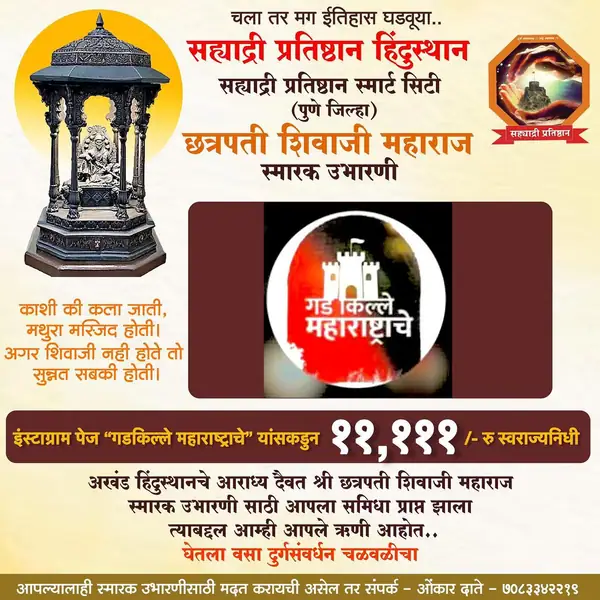 चला तर मग ईतिहास घडवूया..
सह्याद्री प्रतिष्ठान हिंदुस्थान
सह्याद्री प्रतिष्ठान स्मार्ट सिटी
(पुणे जिल्हा)
छत्रपती शिवाजी महाराज
स्मारक उभारणी
सह्याद्री प्रतिष्ठान
गड किल्ले
महाराष्ट्राचे
काशी की कला जाती,
मथुरा मस्जिद होती।
अगर शिवाजी नही होते तो
सुन्नत सबकी होती।
इंस्टाग्राम पेज “गडकिल्ले महाराष्ट्राचे” यांसकडुन ११,१११ /- रु स्वराज्यनिधी
अखंड हिंदुस्थानचे आराध्य दैवत श्री छत्रपती शिवाजी महाराज
स्मारक उभारणी साठी आपला समिधा प्राप्त झाला
त्याबद्दल आम्ही आपले ऋणी आहोत..
घेतला वसा दुर्गसंवर्धन चळवळीचा
आपल्यालाही स्मारक उभारणीसाठी मदत करायची असेल तर संपर्क - ओंकार दाते - ७०८३३४२२१९